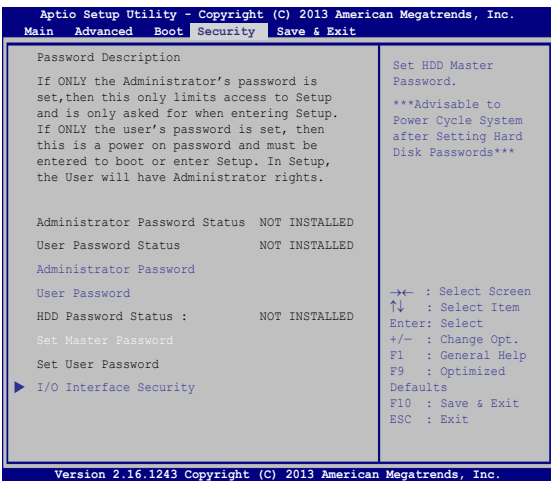 Aptio Setup Utility - Copyright (C) 2013 American Megatrends, Inc.
Main Advanced Boot Security Save & Exit
Password Description
If ONLY the Administrator's password is
set,then this only limits access to Setup
and is only asked for when entering Setup.
If ONLY the user's password is set, then
this is a power on password and must be
entered to boot or enter Setup. In Setup,
the User will have Administrator rights.
Administrator Password Status NOT INSTALLED
User Password Status NOT INSTALLED
Administrator Password
User Password
HDD Password Status : NOT INSTALLED
Set Master Password
Set User Password
I/O Interface Security
Set HDD Master
Password.
***Advisable to
Power Cycle System
after Setting Hard
Disk Passwords***
→← : Select Screen
↑↓ : Select Item
Enter: Select
+/− : Change Opt.
F1 : General Help
F9 : Optimized
Defaults
F10 : Save & Exit
ESC : Exit
Version 2.16.1243 Copyright (C) 2013 American Megatrends, Inc.